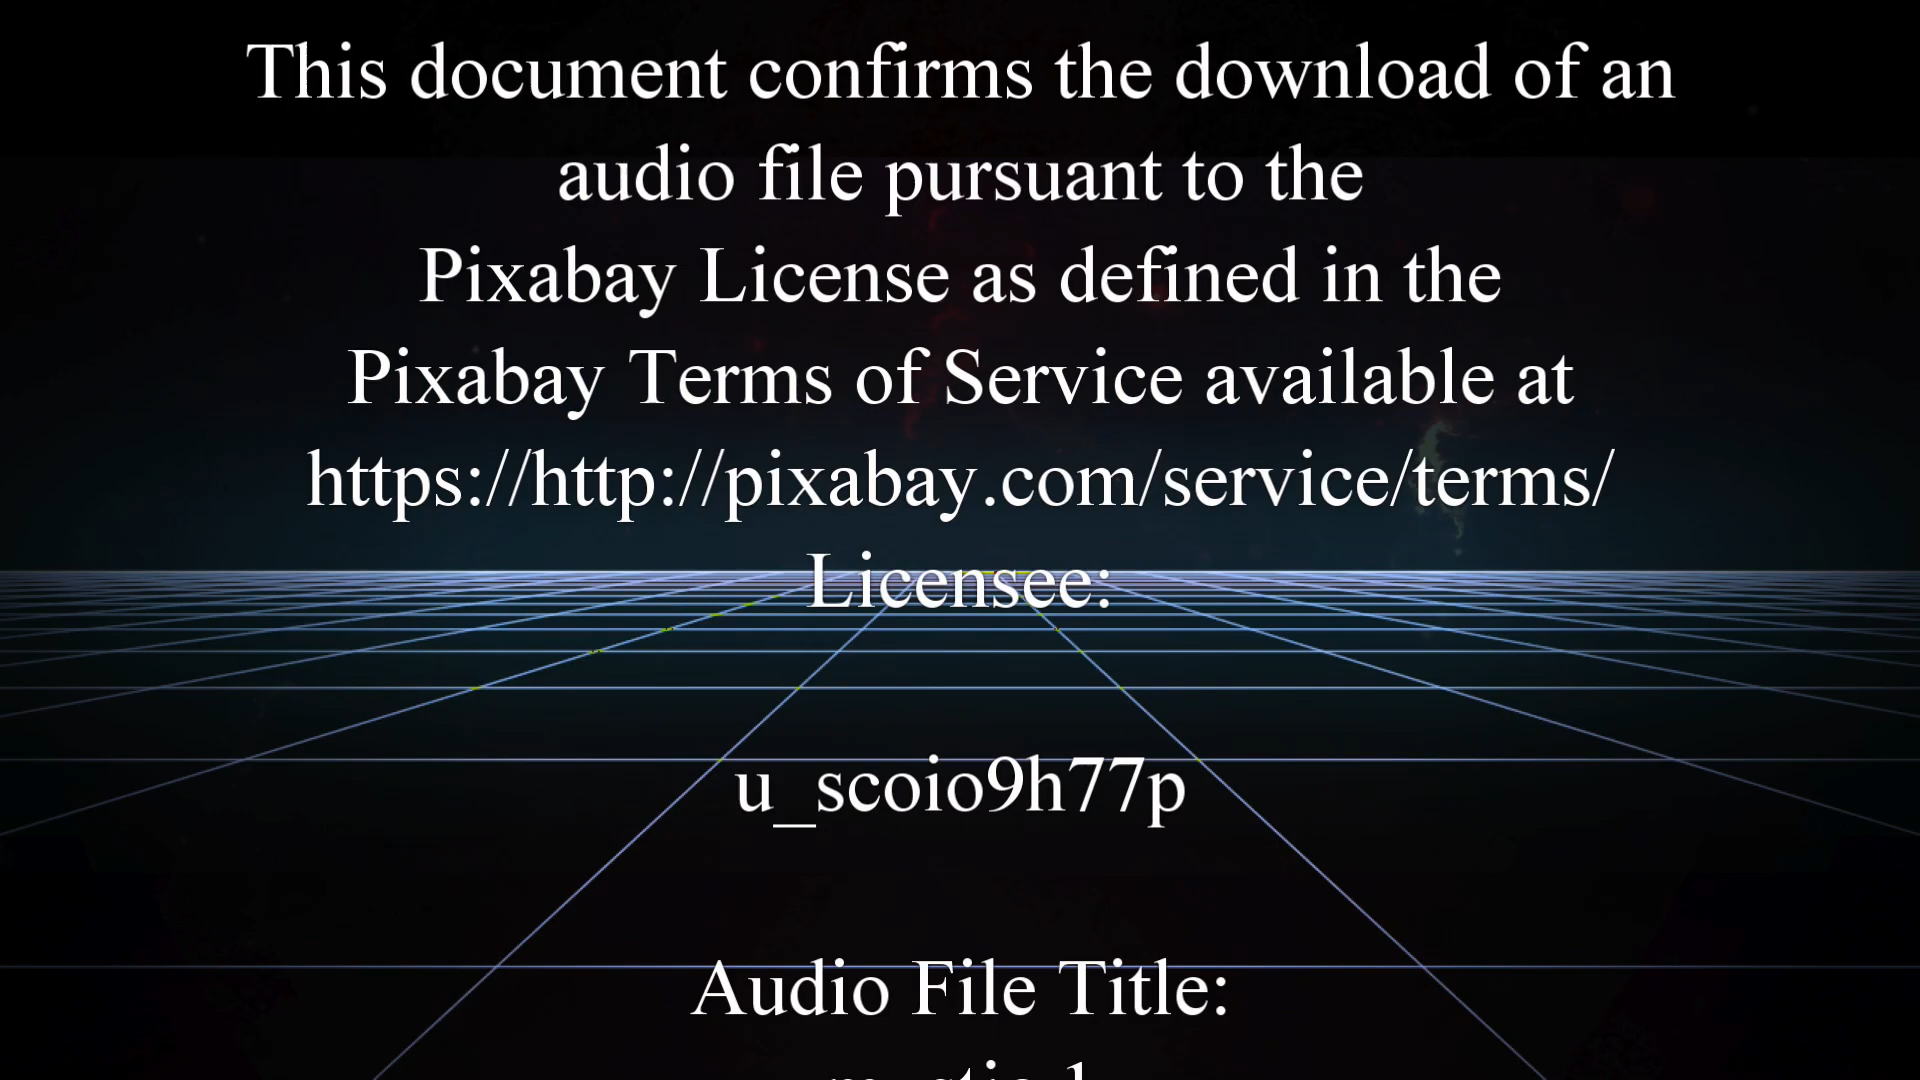 This document confirms the download of an
audio file pursuant to the
Pixabay License as defined in the
Pixabay Terms of Service available at
https://http://pixabay.com/service/terms/
Licensee:
u_scoio9h77p
Audio File Title: